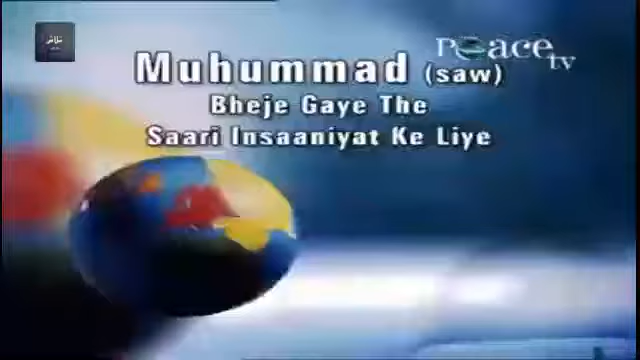 Peace tv
Muhummad (saw)
Bheje Gaye The
Saari Insaaniyat Ke Liye